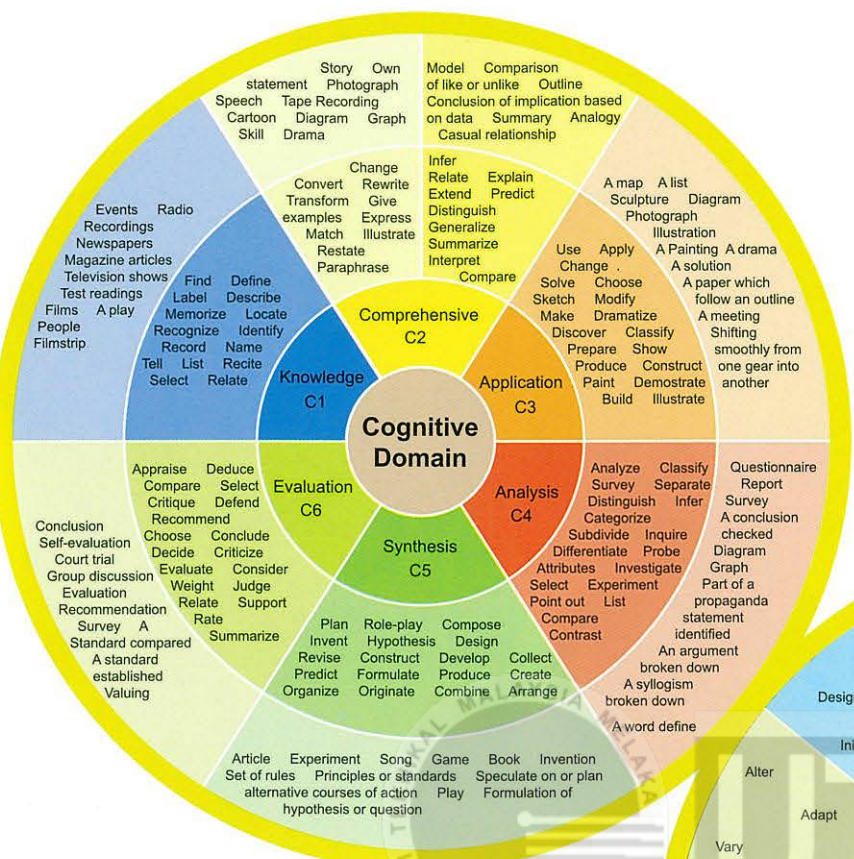 Cognitive
Domain
Knowledge
C1
Find Define
Label Describe
Memorize Locate
Recognize Identify
Record Name
Tell List Recite
Select Relate
Events Radio
Recordings
Newspapers
Magazine articles
Television shows
Test readings
Films A play
People
Filmstrip
Comprehensive
C2
Change
Convert Rewrite
Transform Give
examples Express
Match Illustrate
Restate
Paraphrase
Infer
Relate Explain
Extend Predict
Distinguish
Generalize
Summarize
Interpret
Compare
Story Own
statement Photograph
Speech Tape Recording
Cartoon Diagram Graph
Skill Drama
Model Comparison
of like or unlike Outline
Conclusion of implication based
on data Summary Analogy
Casual relationship
Application
C3
Use Apply
Change .
Solve Choose
Sketch Modify
Make Dramatize
Discover Classify
Prepare Show
Produce Construct
Paint Demostrate
Build Illustrate
A map A list
Sculpture Diagram
Photograph
Illustration
A Painting A drama
A solution
A paper which
follow an outline
A meeting
Shifting
smoothly from
one gear into
another
Analysis
C4
Analyze Classify
Survey Separate
Distinguish Infer
Categorize
Subdivide Inquire
Differentiate Probe
Attributes Investigate
Select Experiment
Point out List
Compare
Contrast
Questionnaire
Report
Survey
A conclusion
checked
Diagram
Graph
Part of a
propaganda
statement
identified
An argument
broken down
A syllogism
broken down
A word define
Synthesis
C5
Plan Role-play Compose
Invent Hypothesis Design
Revise Construct Develop Collect
Predict Formulate Produce Create
Organize Originate Combine Arrange
Article Experiment Song Game Book Invention
Set of rules Principles or standards Speculate on or plan
alternative courses of action Play Formulation of
hypothesis or question
Evaluation
C6
Appraise Deduce
Compare Select
Critique Defend
Recommend
Choose Conclude
Decide Criticize
Evaluate Consider
Weight Judge
Relate Support
Rate
Summarize
Conclusion
Self-evaluation
Court trial
Group discussion
Evaluation
Recommendation
Survey A
Standard compared
A standard
established
Valuing
Desig
Ini
Alter
Adapt
Vary
KAL MALAYSIA MELAKA